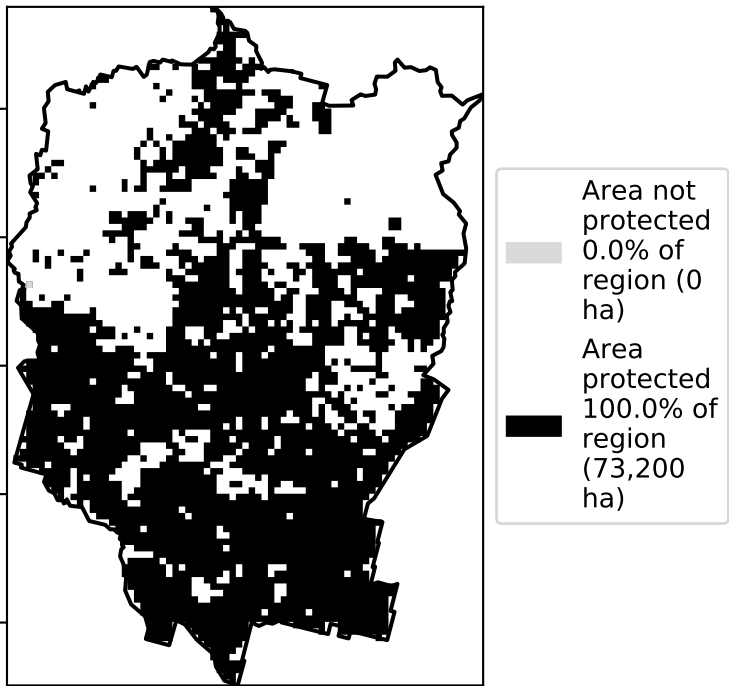 Area not
protected
0.0% of
region (0
ha)
Area
protected
100.0% of
region
(73,200
ha)